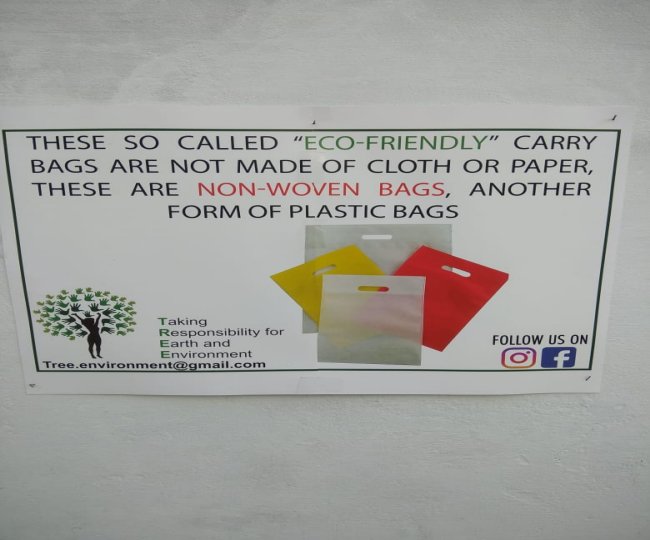 THESE SO CALLED “ECO-FRIENDLY” CARRY
BAGS ARE NOT MADE OF CLOTH OR PAPER,
THESE ARE NON-WOVEN BAGS, ANOTHER
FORM OF PLASTIC BAGS
Taking
Responsibility for
Earth and
Environment
Tree.environment@gmail.com
FOLLOW US ON